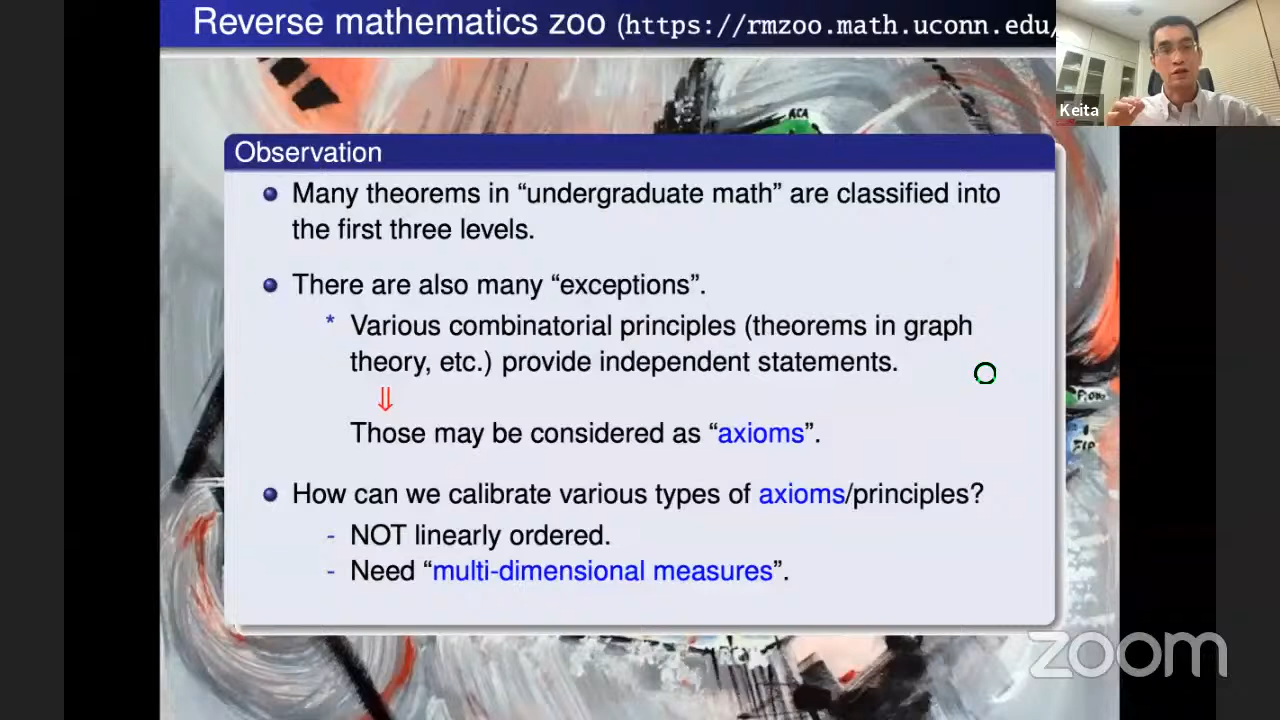 Reverse mathematics zoo (https://rmzoo.math.uconn.edu/
Keita
ACA
Observation
Many theorems in “undergraduate math” are classified into
the first three levels.
There are also many “exceptions”.
* Various combinatorial principles (theorems in graph
theory, etc.) provide independent statements.
⇓
Those may be considered as “axioms”.
How can we calibrate various types of axioms/principles?
- NOT linearly ordered.
- Need “multi-dimensional measures”.
zoom